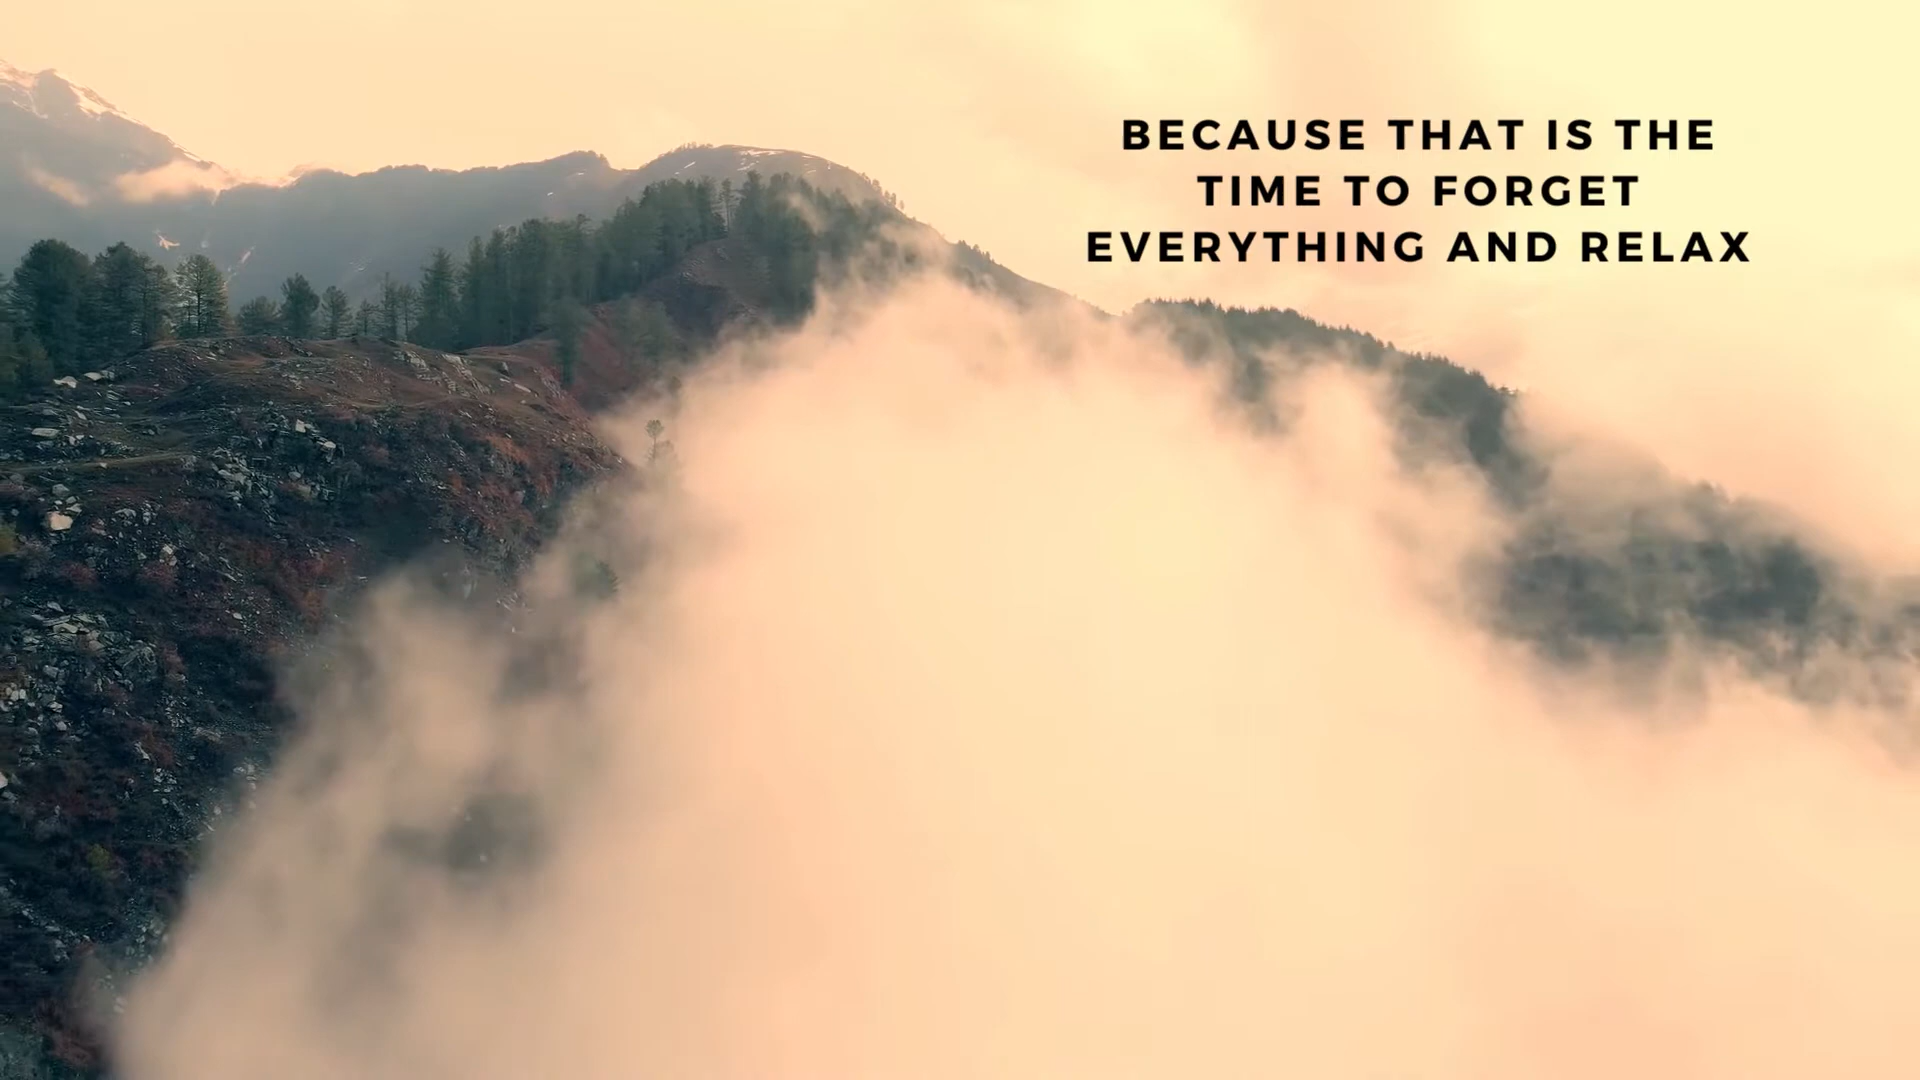 BECAUSE THAT IS THE
TIME TO FORGET
EVERYTHING AND RELAX